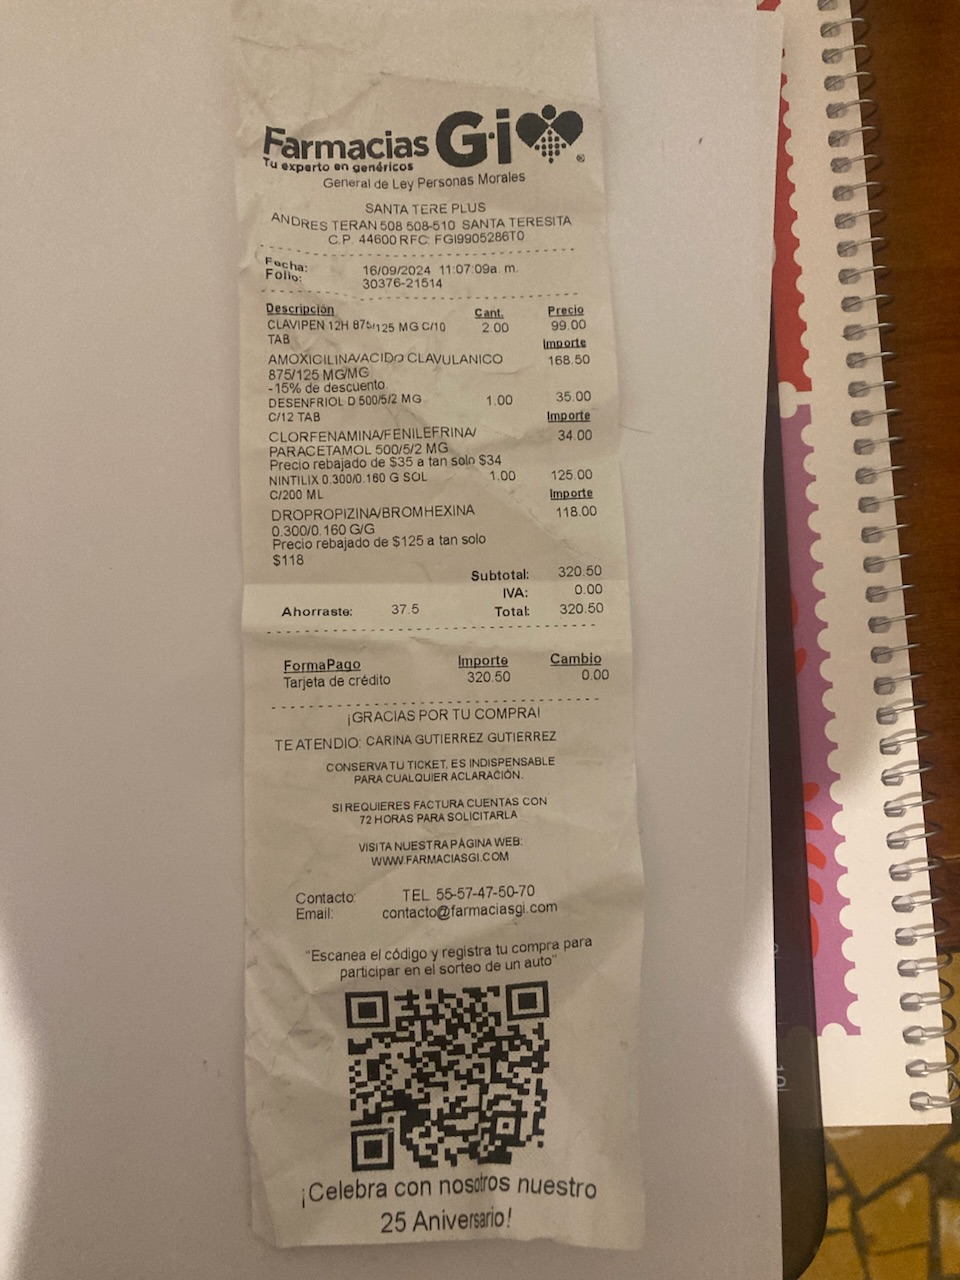 Farmacias Gi
Tu experto en genéricos
General de Ley Personas Morales
SANTA TERE PLUS
ANDRES TERAN 508 508-510 SANTA TERESITA
C.P. 44600 RFC: FGI9905286T0
Fecha: 16/09/2024 11:07:09a. m.
Folio: 30376-21514
Descripción Cant. Precio
CLAVIPEN 12H 875/125 MG C/10 2.00 99.00
TAB Importe
AMOXICILINA/ACIDO CLAVULANICO 168.50
875/125 MG/MG
-15% de descuento.
DESENFRIOL D 500/5/2 MG 1.00 35.00
C/12 TAB Importe
CLORFENAMINA/FENILEFRINA/ 34.00
PARACETAMOL 500/5/2 MG
Precio rebajado de $35 a tan solo $34
NINTILIX 0.300/0.160 G SOL 1.00 125.00
C/200 ML Importe
DROPROPIZINA/BROMHEXINA 118.00
0.300/0.160 G/G
Precio rebajado de $125 a tan solo
$118
Subtotal: 320.50
IVA: 0.00
Ahorraste: 37.5 Total: 320.50
FormaPago Importe Cambio
Tarjeta de crédito 320.50 0.00
¡GRACIAS POR TU COMPRA!
TE ATENDIO: CARINA GUTIERREZ GUTIERREZ
CONSERVA TU TICKET, ES INDISPENSABLE
PARA CUALQUIER ACLARACIÓN.
SI REQUIERES FACTURA CUENTAS CON
72 HORAS PARA SOLICITARLA
VISITA NUESTRA PÁGINA WEB:
WWW.FARMACIASGI.COM
Contacto: TEL 55-57-47-50-70
Email: contacto@farmaciasgi.com
"Escanea el código y registra tu compra para
participar en el sorteo de un auto"
¡Celebra con nosotros nuestro
25 Aniversario!